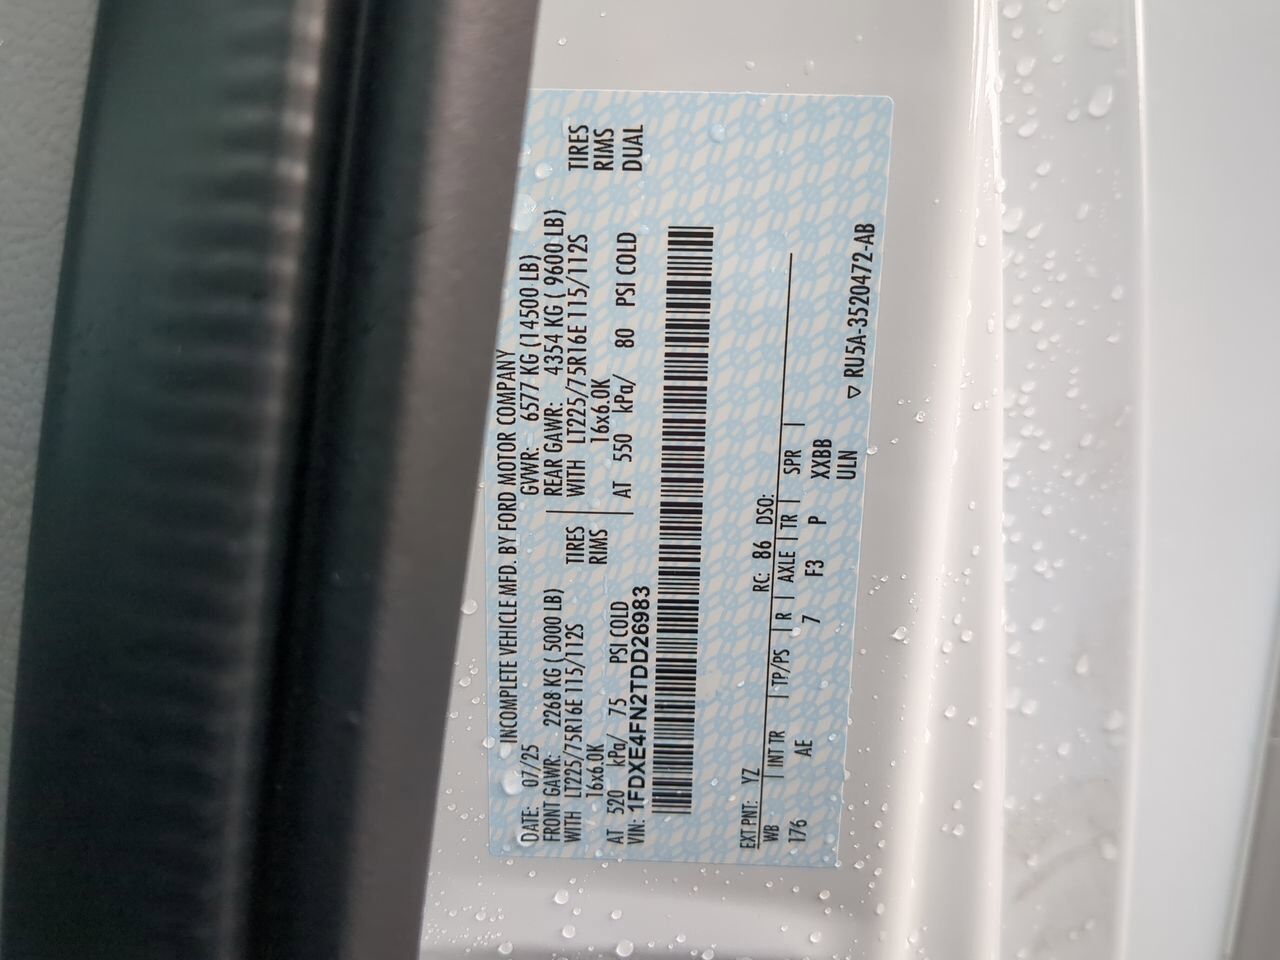 INCOMPLETE VEHICLE MFD. BY FORD MOTOR COMPANY
DATE: 07/25 GVWR: 6577 KG (14500 LB)
FRONT GAWR: 2268 KG ( 5000 LB) REAR GAWR: 4354 KG ( 9600 LB)
WITH LT225/75R16E 115/112S TIRES WITH LT225/75R16E 115/112S TIRES
16x6.0K RIMS 16x6.0K RIMS
AT 520 kPa/ 75 PSI COLD AT 550 kPa/ 80 PSI COLD DUAL
VIN: 1FDXE4FN2TDD26983
EXT PNT: YZ RC: 86 DSO:
WB INT TR TP/PS R AXLE TR SPR
176 AE 7 F3 P XXBB
ULN
▽ RU5A-3520472-AB